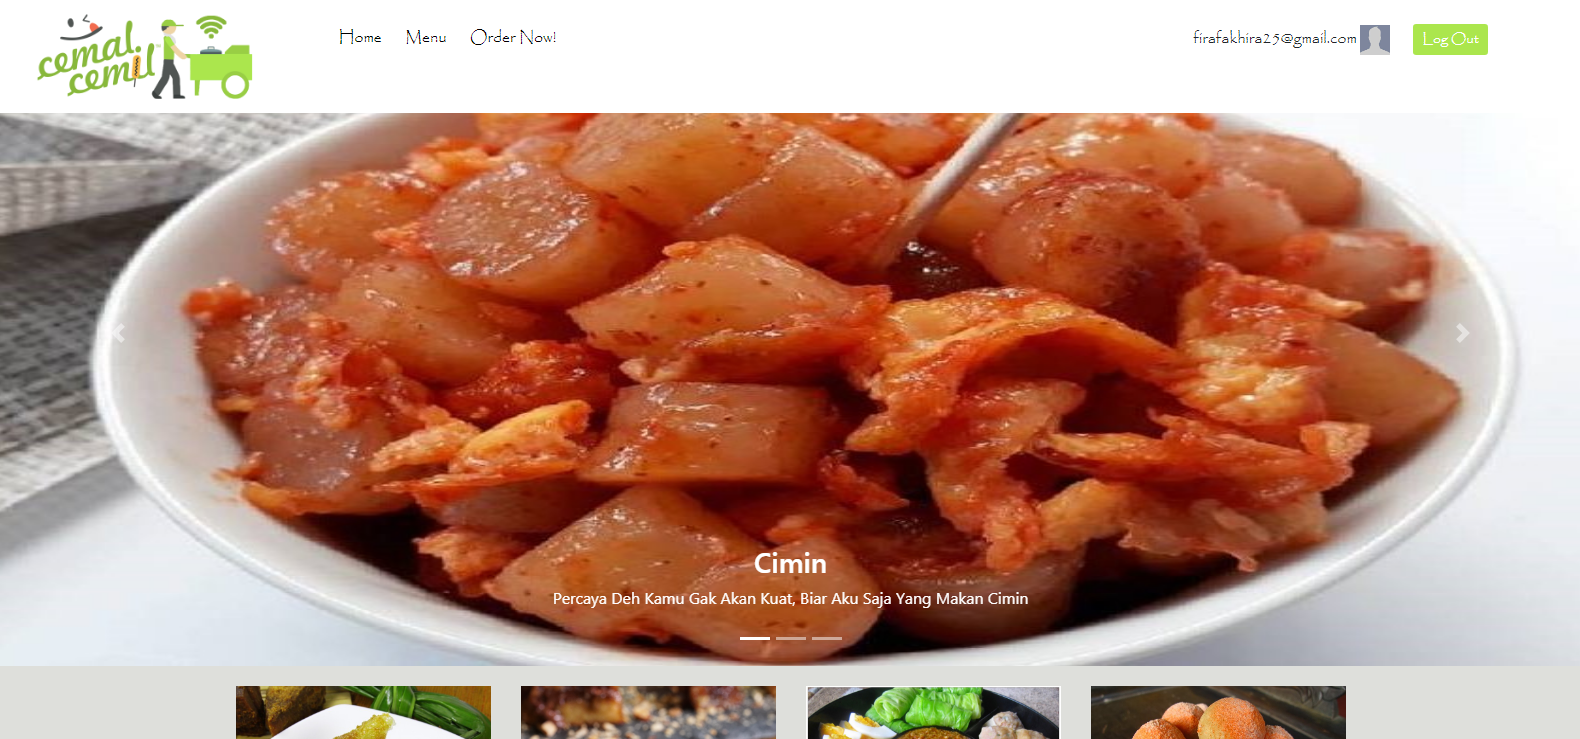 cemal.
cemil
Home Menu Order Now!
firafakhira25@gmail.com Log Out
Cimin
Percaya Deh Kamu Gak Akan Kuat, Biar Aku Saja Yang Makan Cimin